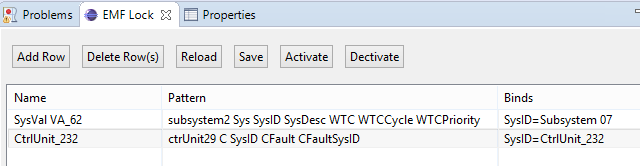 Problems EMF Lock Properties
Add Row Delete Row(s) Reload Save Activate Dectivate
Name Pattern Binds
SysVal VA_62 subsystem2 Sys SysID SysDesc WTC WTCCycle WTCPriority SysID=Subsystem 07
CtrlUnit_232 ctrUnit29 C SysID CFault CFaultSysID SysID=CtrlUnit_232